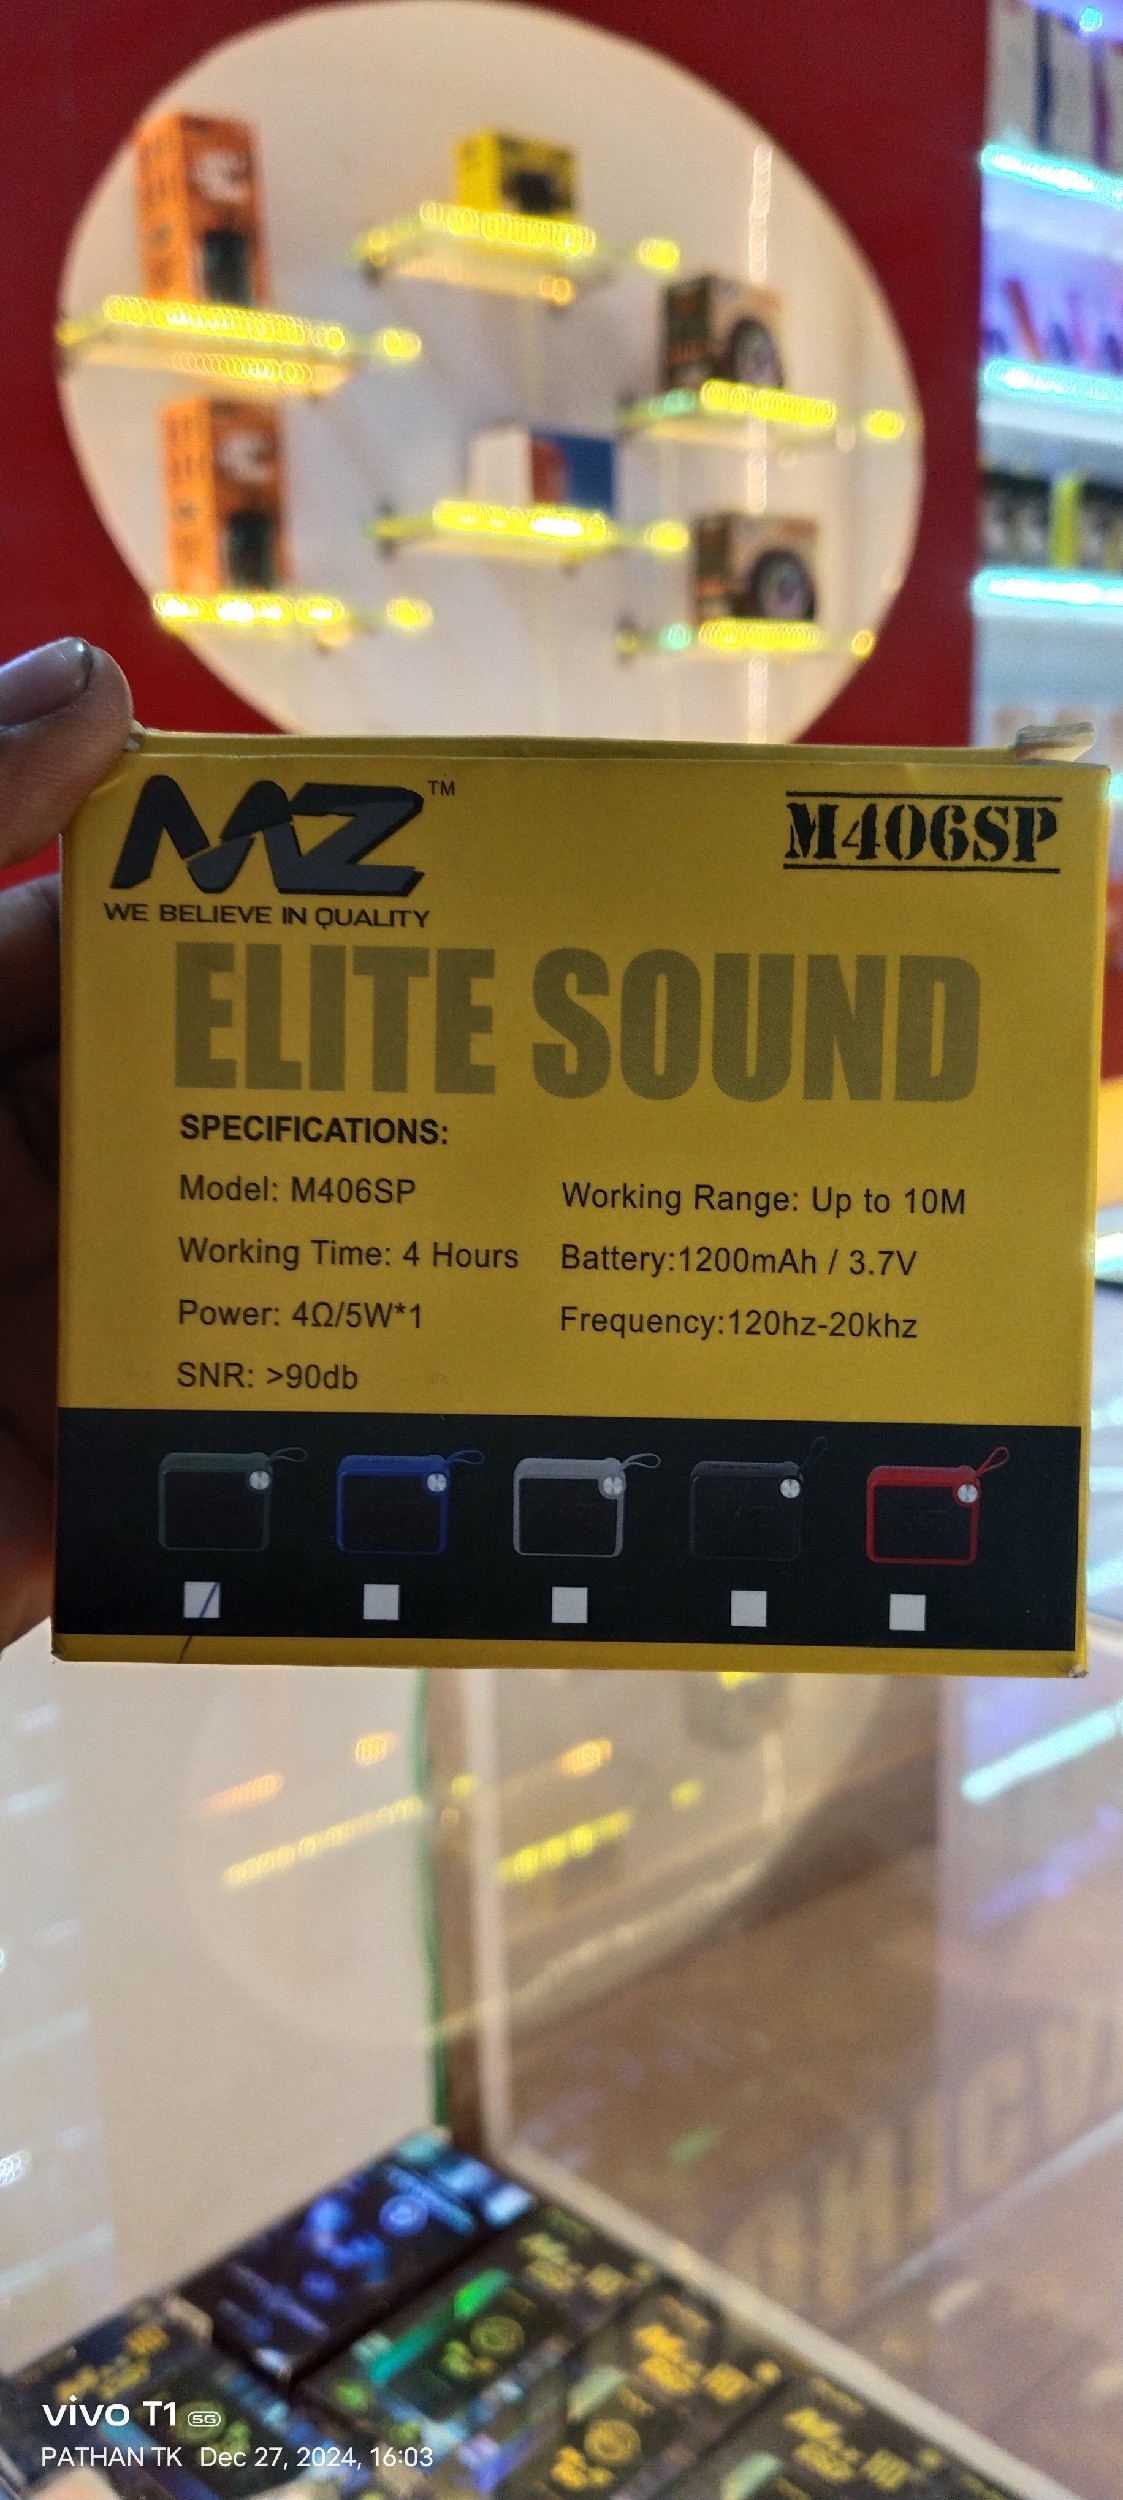 MZ™
M406SP
WE BELIEVE IN QUALITY
ELITE SOUND
SPECIFICATIONS:
Model: M406SP
Working Range: Up to 10M
Working Time: 4 Hours
Battery:1200mAh / 3.7V
Power: 4Ω/5W*1
Frequency:120hz-20khz
SNR: >90db
vivo T1 5G
PATHAN TK Dec 27, 2024, 16:03